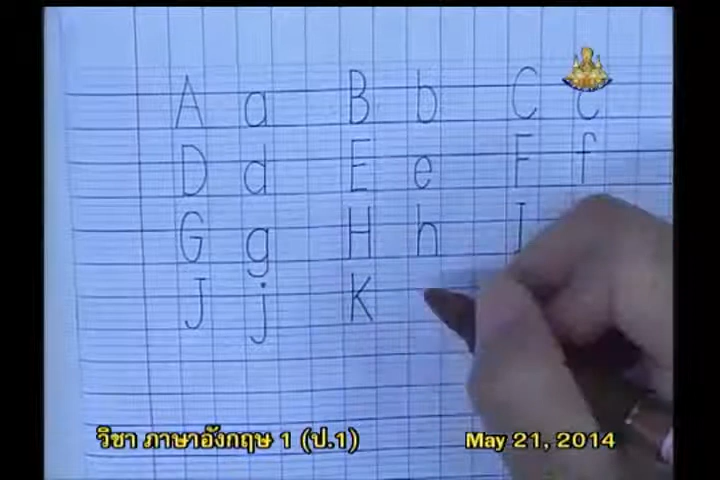 A a B b C c
D d E e F f
G g H h I
J j K
วิชา ภาษาอังกฤษ 1 (ป.1) May 21, 2014